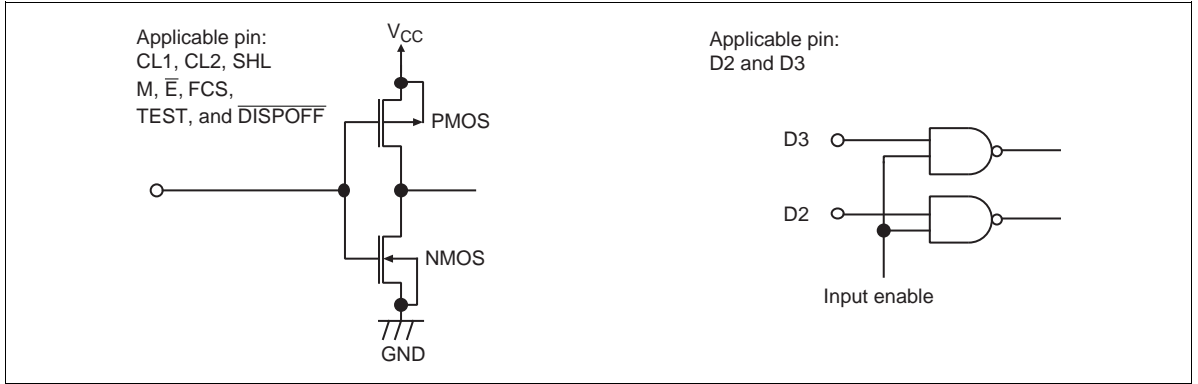 Applicable pin:
CL1, CL2, SHL
M, E̅, FCS,
TEST, and D̅I̅S̅P̅O̅F̅F̅
VCC
PMOS
NMOS
GND
Applicable pin:
D2 and D3
D3
D2
Input enable